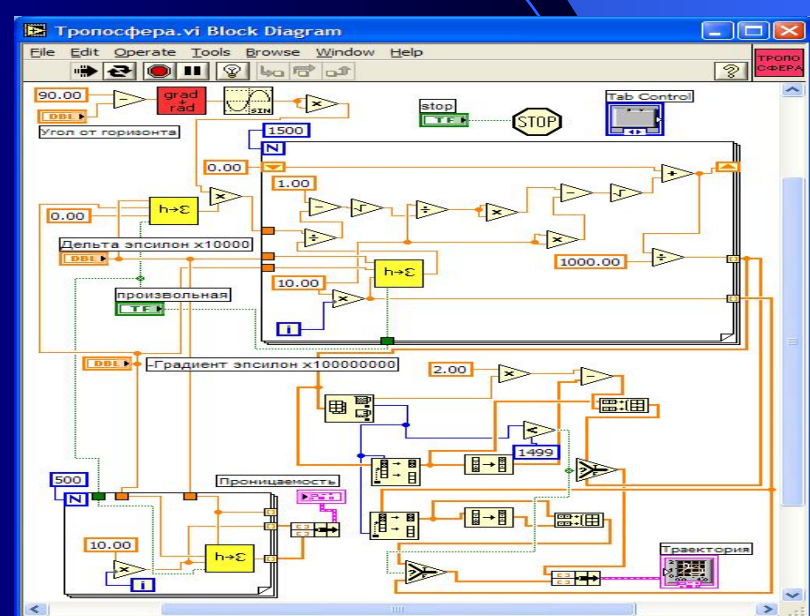 Тропосфера.vi Block Diagram
File Edit Operate Tools Browse Window Help
ТРОПО
СФЕРА
90.00
DBL
grad
rad
SIN
Угол от горизонта
stop
TF
STOP
Tab Control
1500
N
0.00
1.00
0.00
h→Σ
Дельта эпсилон x10000
DBL
h→Σ
1000.00
10.00
произвольная
TF
i
DBL
-Градиент эпсилон x100000000
2.00
1499
500
N
Проницаемость
10.00
h→Σ
i
Траектория